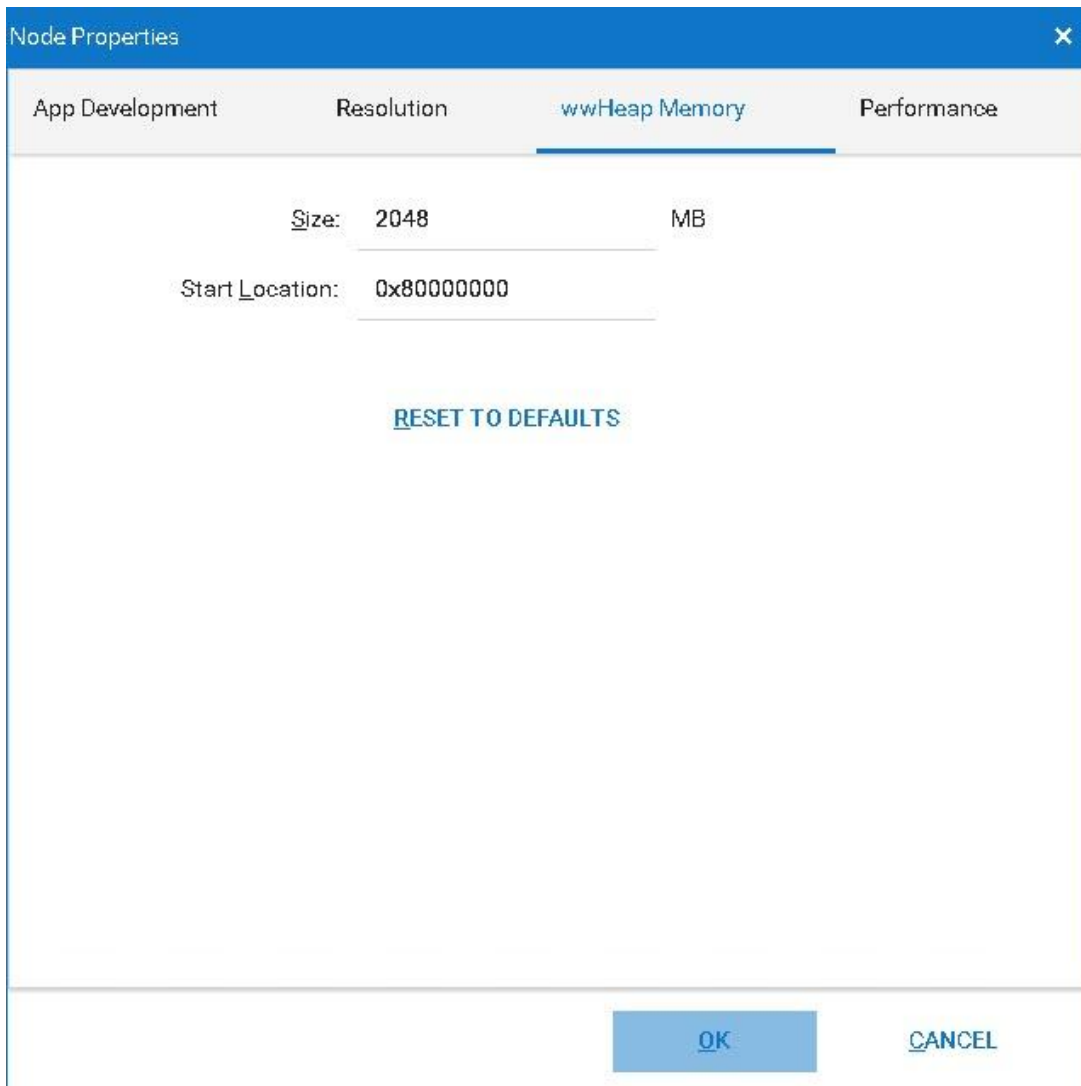 Node Properties
App Development Resolution wwHeap Memory Performance
Size: 2048 MB
Start Location: 0x80000000
RESET TO DEFAULTS
OK CANCEL